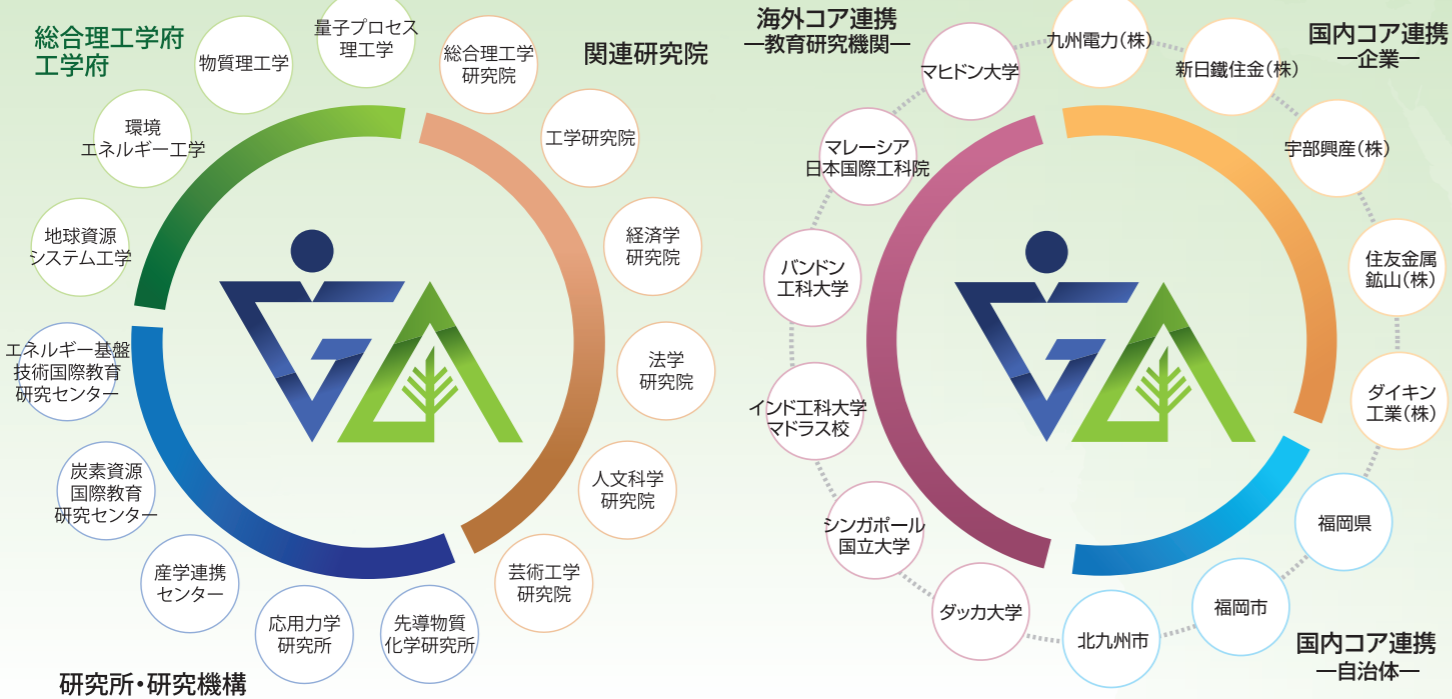 総合理工学府
工学府
地球資源
システム工学
環境
エネルギー工学
物質理工学
量子プロセス
理工学
関連研究院
総合理工学
研究院
工学研究院
経済学
研究院
法学
研究院
人文科学
研究院
芸術工学
研究院
エネルギー基盤
技術国際教育
研究センター
炭素資源
国際教育
研究センター
産学連携
センター
応用力学
研究所
先導物質
化学研究所
研究所・研究機構
海外コア連携
―教育研究機関―
マヒドン大学
マレーシア
日本国際工科院
バンドン
工科大学
インド工科大学
マドラス校
シンガポール
国立大学
ダッカ大学
国内コア連携
―企業―
九州電力(株)
新日鐵住金(株)
宇部興産(株)
住友金属
鉱山(株)
ダイキン
工業(株)
福岡県
福岡市
北九州市
国内コア連携
―自治体―